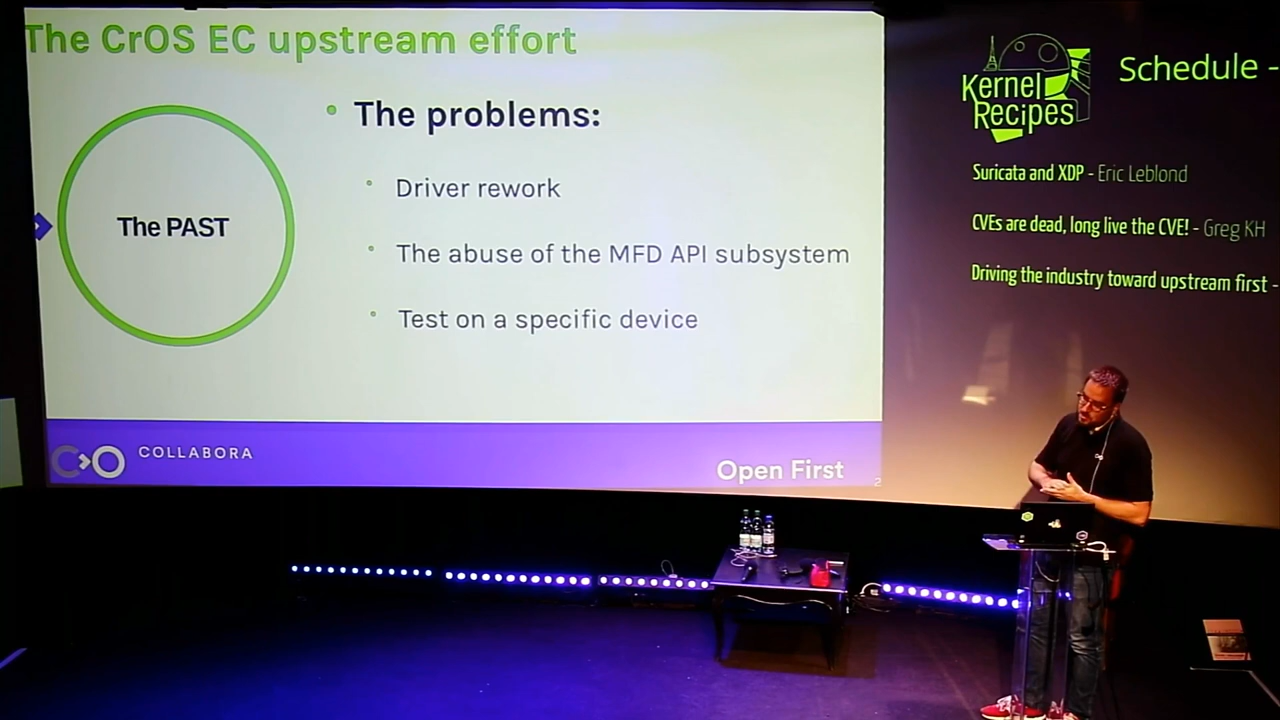 The CrOS EC upstream effort
The problems:
Driver rework
The PAST
The abuse of the MFD API subsystem
Test on a specific device
COLLABORA
Open First
2
Kernel
Recipes
Schedule -
Suricata and XDP - Eric Leblond
CVEs are dead, long live the CVE! - Greg KH
Driving the industry toward upstream first -